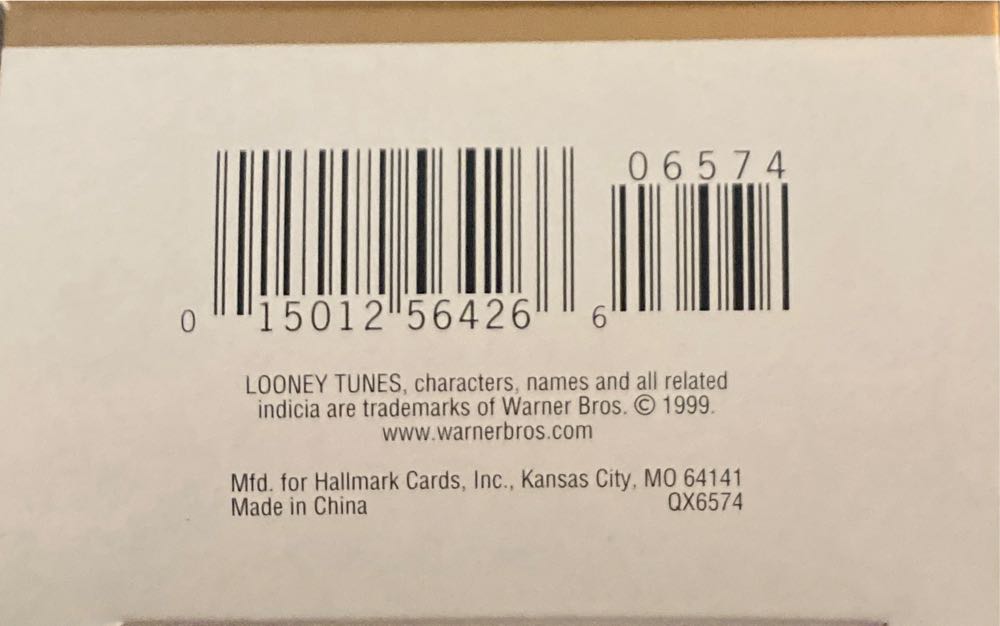 06574
0 15012 56426 6
LOONEY TUNES, characters, names and all related
indicia are trademarks of Warner Bros. © 1999.
www.warnerbros.com
Mfd. for Hallmark Cards, Inc., Kansas City, MO 64141
Made in China QX6574